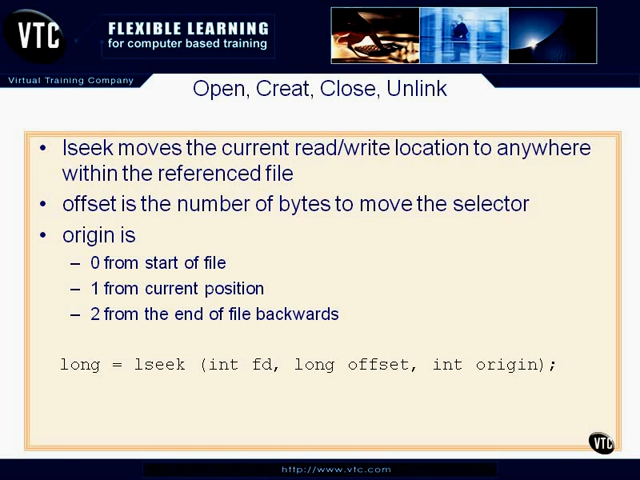 VTC
FLEXIBLE LEARNING
for computer based training
Virtual Training Company
Open, Creat, Close, Unlink
• lseek moves the current read/write location to anywhere
within the referenced file
• offset is the number of bytes to move the selector
• origin is
– 0 from start of file
– 1 from current position
– 2 from the end of file backwards
long = lseek (int fd, long offset, int origin);
VTC
http://www.vtc.com